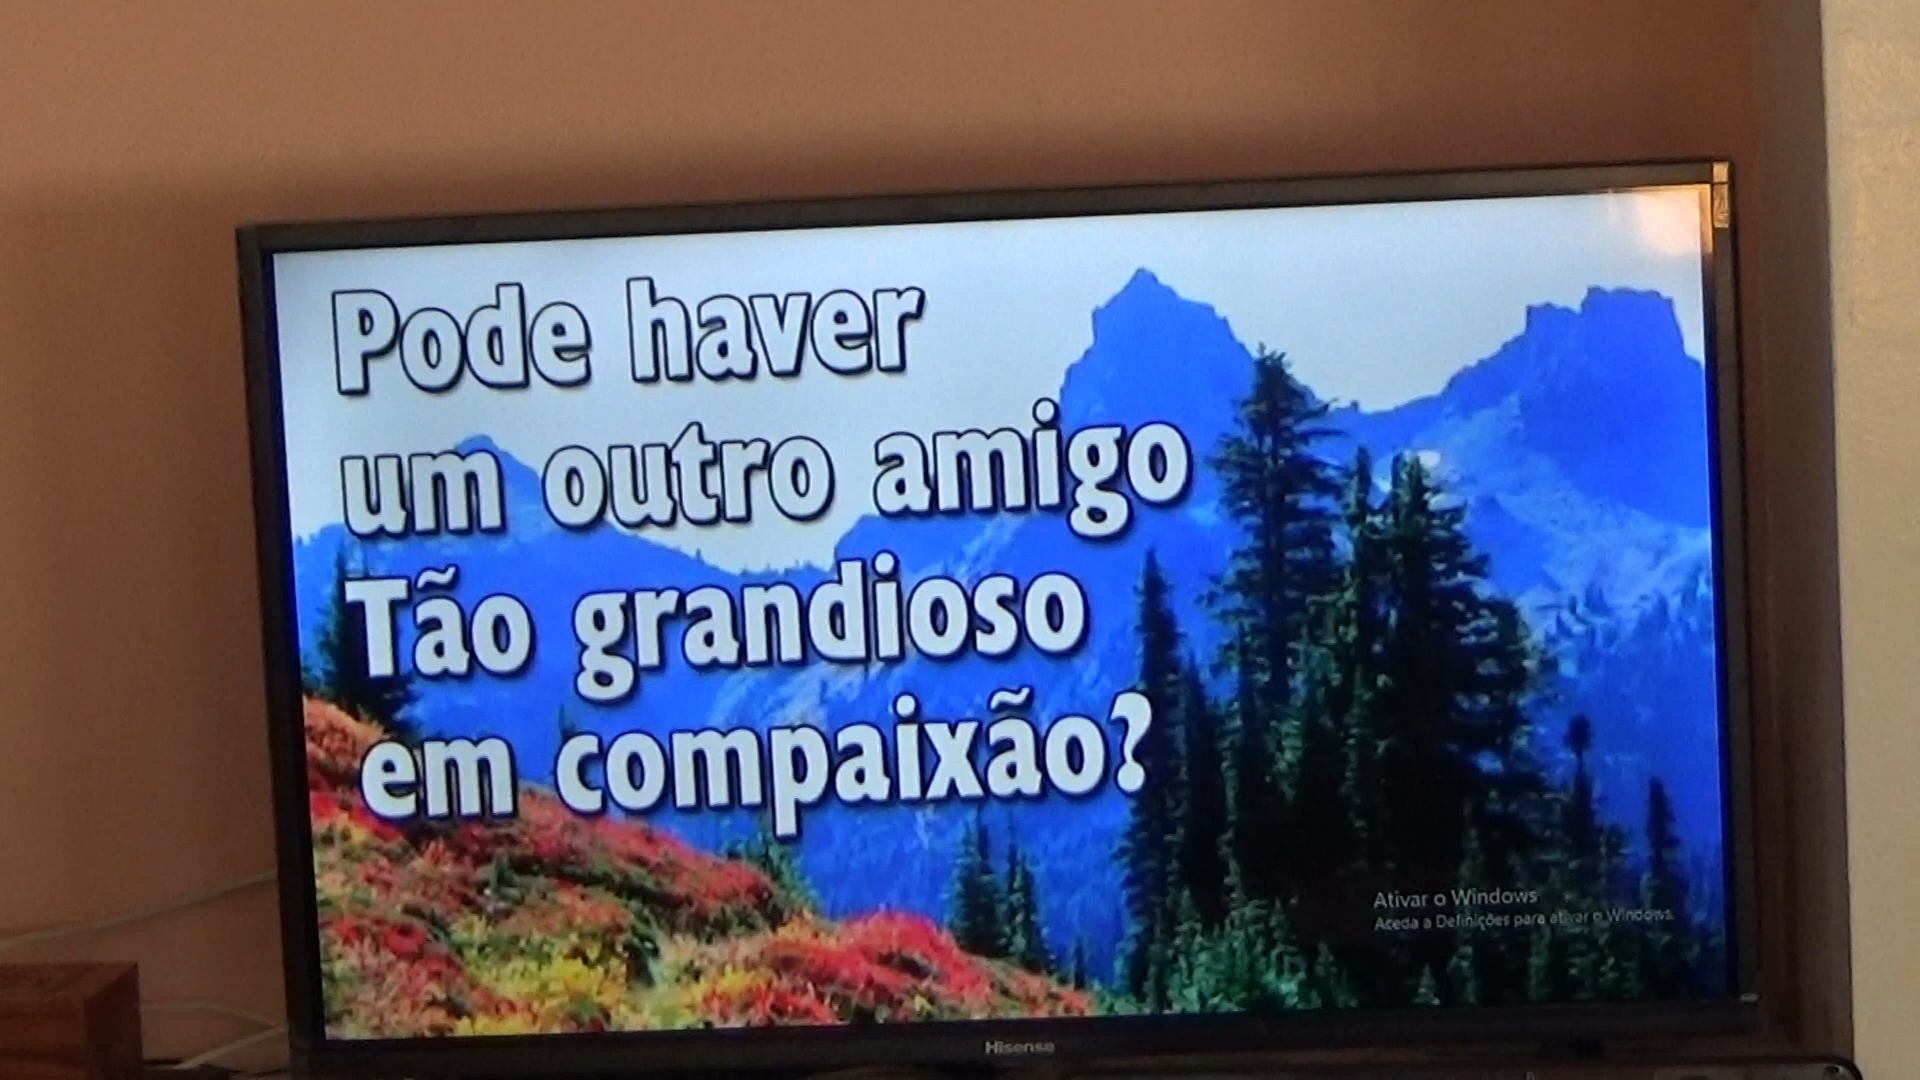 Pode haver
um outro amigo
Tão grandioso
em compaixão?
Ativar o Windows
Aceda a Definições para ativar o Windows.
Hisense